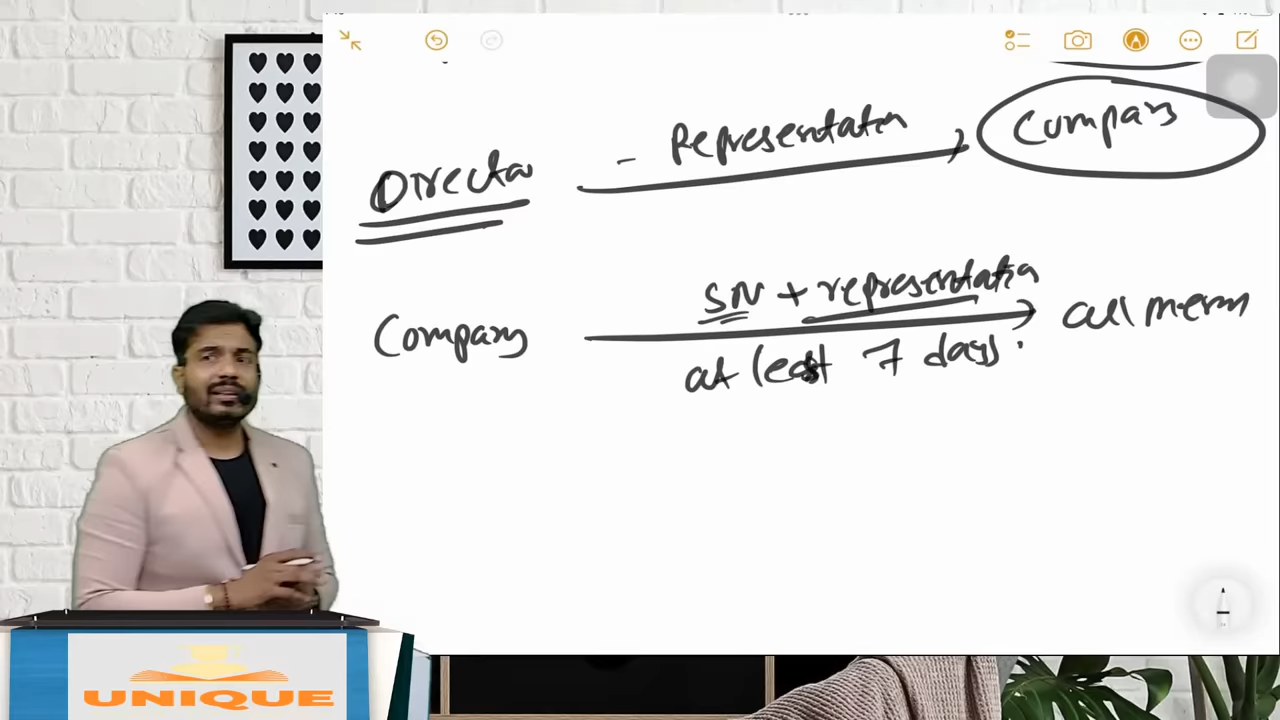 Director - Representation Company
SN + representation
Company all mem
at least 7 days.
UNIQUE